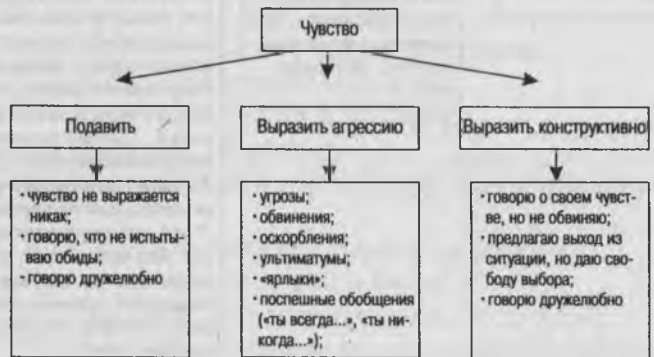 Чувство
Подавить
Выразить агрессию
Выразить конструктивно
· чувство не выражается
никак;
· говорю, что не испыты-
ваю обиды;
· говорю дружелюбно
· угрозы;
· обвинения;
· оскорбления;
· ультиматумы;
· «ярлыки»;
· поспешные обобщения
(«ты всегда...», «ты ни-
когда...»);
· говорю о своем чувст-
ве, но не обвиняю;
· предлагаю выход из
ситуации, но даю сво-
боду выбора;
· говорю дружелюбно